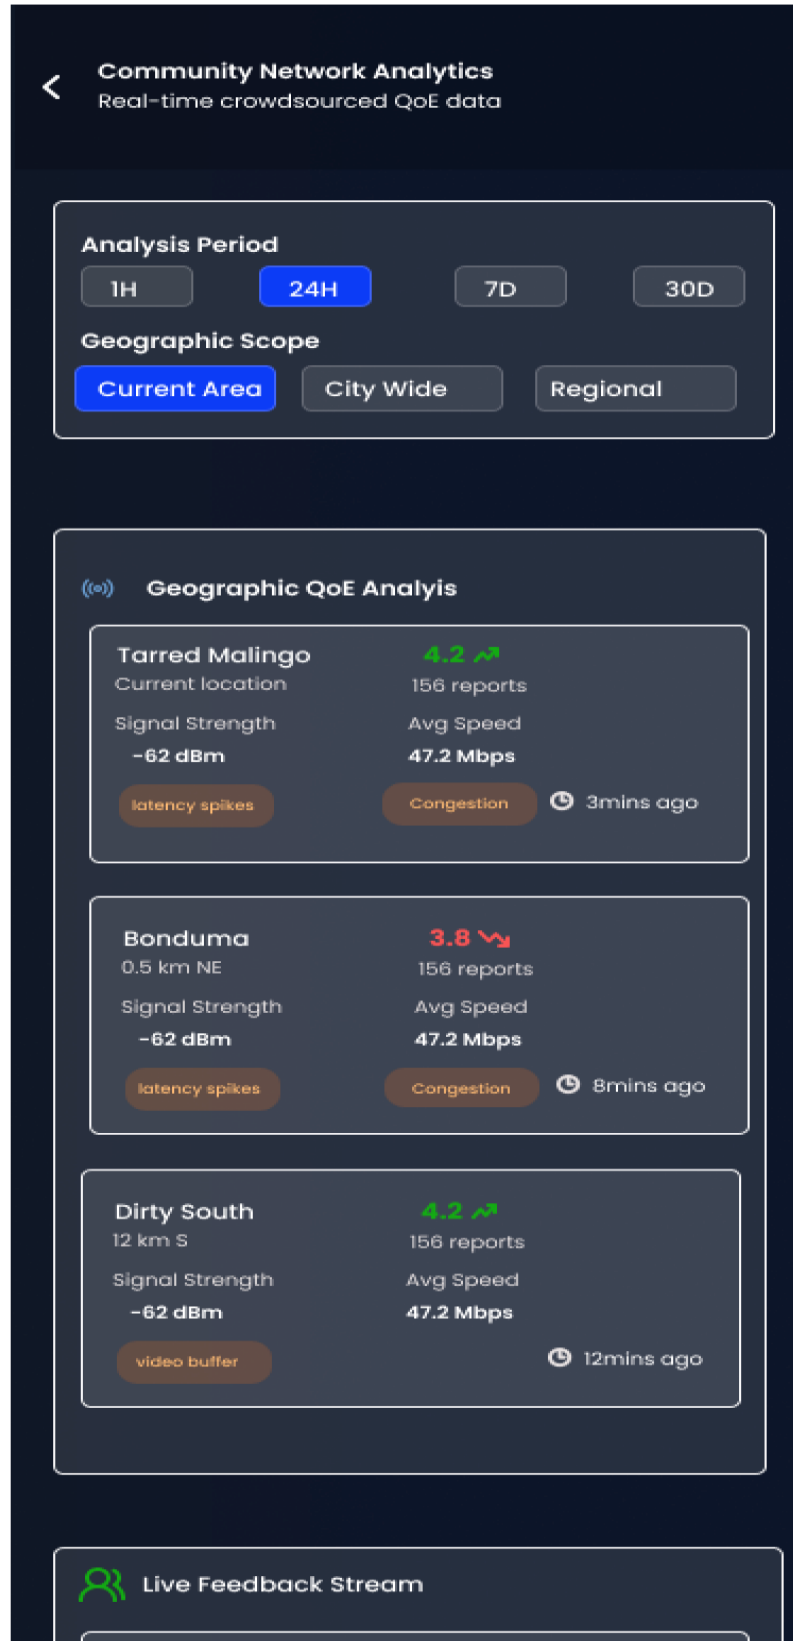 Community Network Analytics
Real-time crowdsourced QoE data
Analysis Period
1H 24H 7D 30D
Geographic Scope
Current Area City Wide Regional
Geographic QoE Analyis
Tarred Malingo 4.2
Current location 156 reports
Signal Strength Avg Speed
-62 dBm 47.2 Mbps
latency spikes Congestion 3mins ago
Bonduma 3.8
0.5 km NE 156 reports
Signal Strength Avg Speed
-62 dBm 47.2 Mbps
latency spikes Congestion 8mins ago
Dirty South 4.2
12 km S 156 reports
Signal Strength Avg Speed
-62 dBm 47.2 Mbps
video buffer 12mins ago
Live Feedback Stream